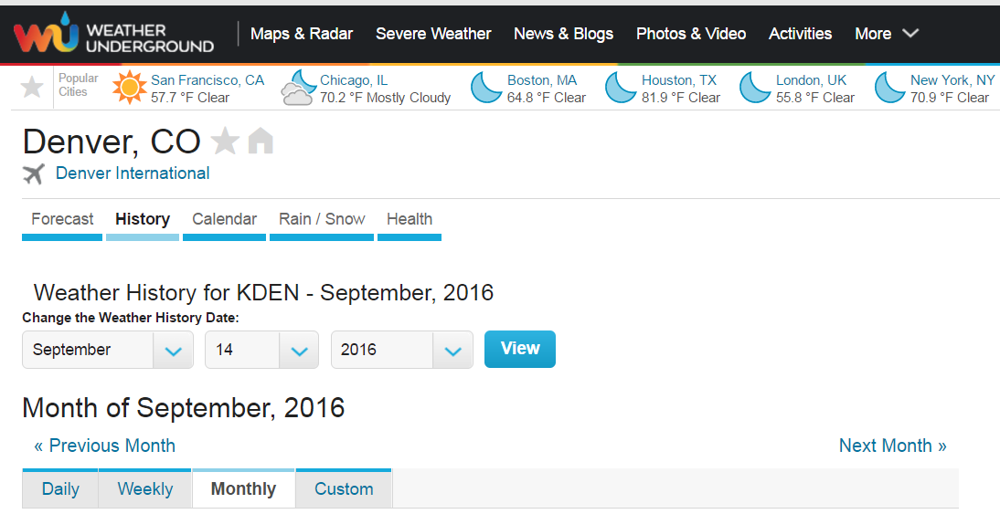 WEATHER UNDERGROUND
Maps & Radar Severe Weather News & Blogs Photos & Video Activities More
Popular Cities
San Francisco, CA
57.7 °F Clear
Chicago, IL
70.2 °F Mostly Cloudy
Boston, MA
64.8 °F Clear
Houston, TX
81.9 °F Clear
London, UK
55.8 °F Clear
New York, NY
70.9 °F Clear
Denver, CO
Denver International
Forecast History Calendar Rain / Snow Health
Weather History for KDEN - September, 2016
Change the Weather History Date:
September 14 2016 View
Month of September, 2016
« Previous Month Next Month »
Daily Weekly Monthly Custom